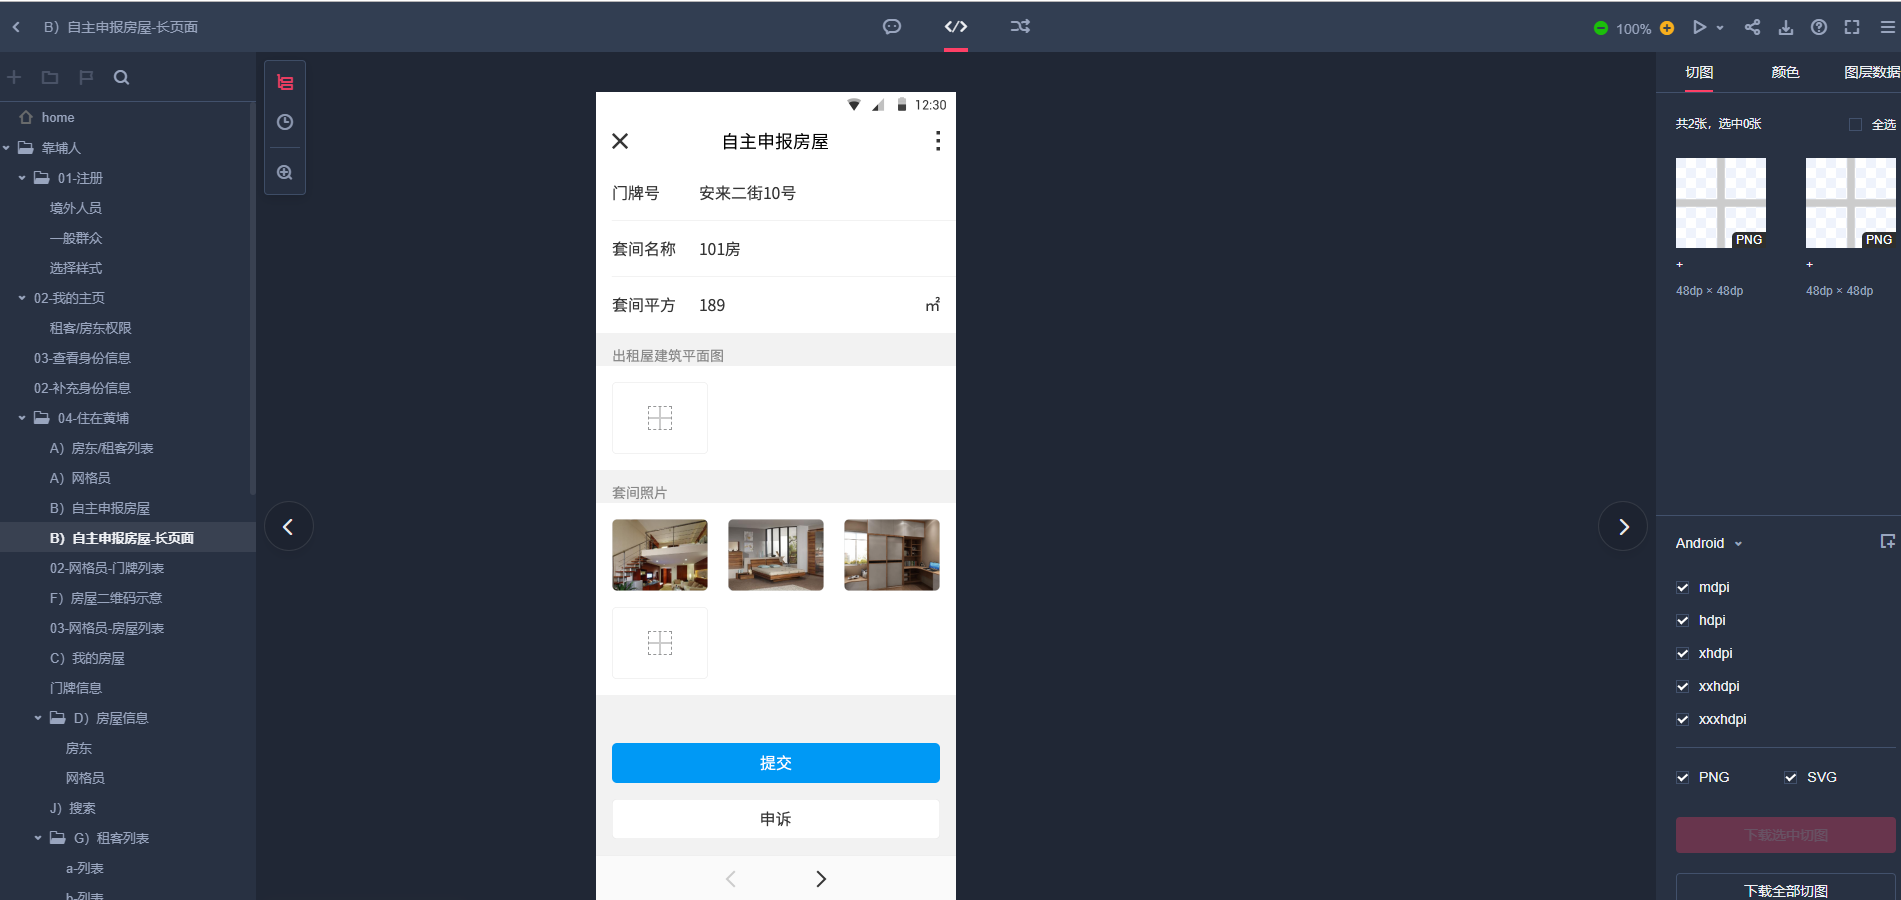 B）自主申报房屋-长页面
100%
home
靠埔人
01-注册
境外人员
一般群众
选择样式
02-我的主页
租客/房东权限
03-查看身份信息
02-补充身份信息
04-住在黄埔
A）房东/租客列表
A）网格员
B）自主申报房屋
B）自主申报房屋-长页面
02-网格员-门牌列表
F）房屋二维码示意
03-网格员-房屋列表
C）我的房屋
门牌信息
D）房屋信息
房东
网格员
J）搜索
G）租客列表
a-列表
b-列表
12:30
自主申报房屋
门牌号 安来二街10号
套间名称 101房
套间平方 189 ㎡
出租屋建筑平面图
套间照片
提交
申诉
切图 颜色 图层数据
共2张，选中0张 全选
PNG PNG
+ +
48dp × 48dp 48dp × 48dp
Android
mdpi
hdpi
xhdpi
xxhdpi
xxxhdpi
PNG SVG
下载选中切图
下载全部切图